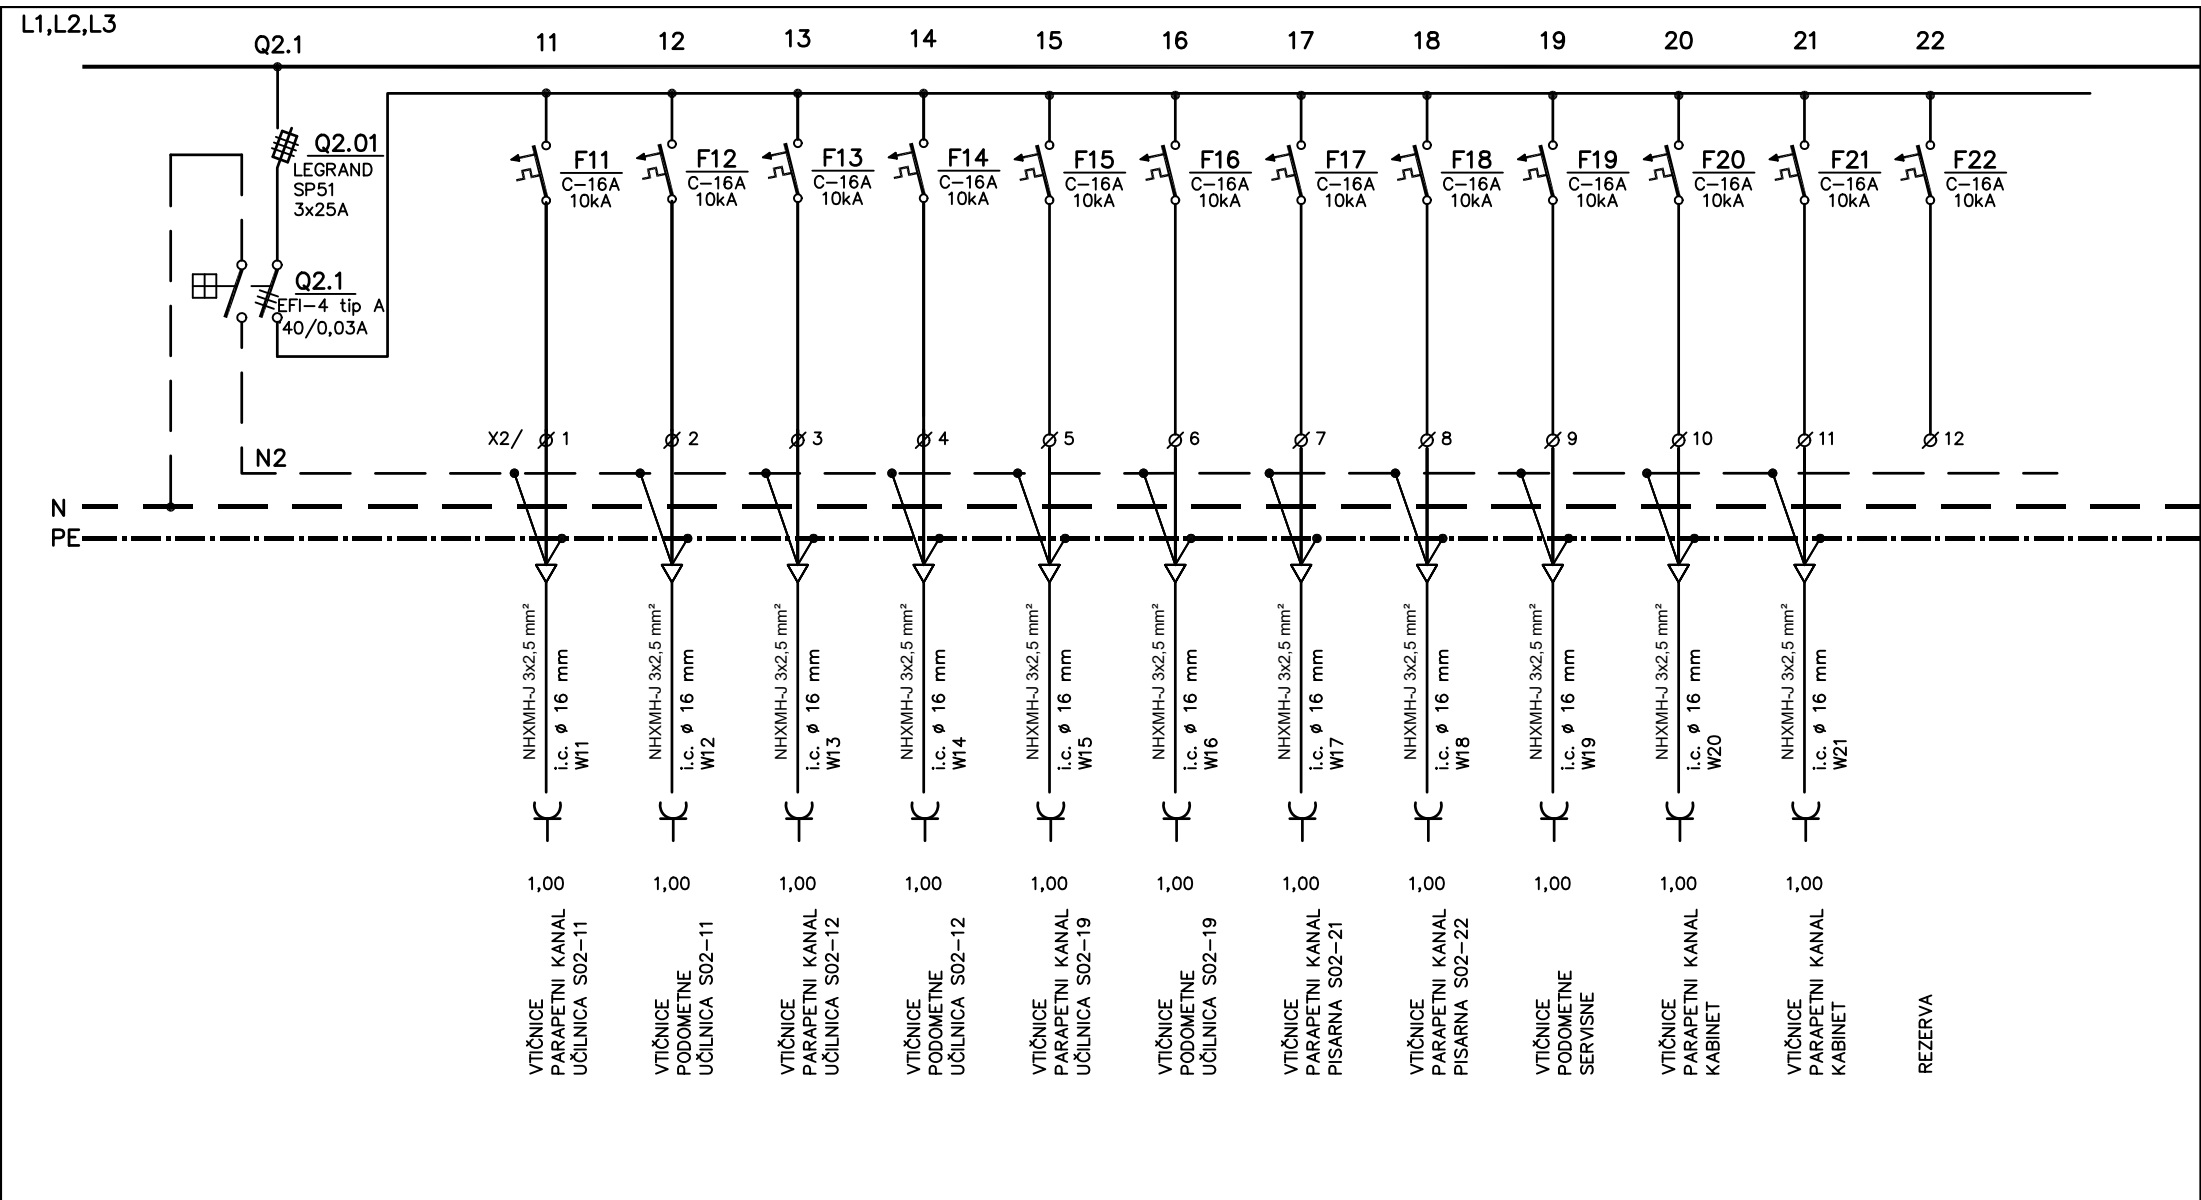 L1,L2,L3
Q2.1 11 12 13 14 15 16 17 18 19 20 21 22
Q2.01
LEGRAND
SP51
3x25A
F11
C-16A
10kA
F12
C-16A
10kA
F13
C-16A
10kA
F14
C-16A
10kA
F15
C-16A
10kA
F16
C-16A
10kA
F17
C-16A
10kA
F18
C-16A
10kA
F19
C-16A
10kA
F20
C-16A
10kA
F21
C-16A
10kA
F22
C-16A
10kA
Q2.1
EFI-4 tip A
40/0,03A
X2/ 1 2 3 4 5 6 7 8 9 10 11 12
N2
N
PE
NHXMH-J 3x2,5 mm²
i.c. ø 16 mm
W11
NHXMH-J 3x2,5 mm²
i.c. ø 16 mm
W12
NHXMH-J 3x2,5 mm²
i.c. ø 16 mm
W13
NHXMH-J 3x2,5 mm²
i.c. ø 16 mm
W14
NHXMH-J 3x2,5 mm²
i.c. ø 16 mm
W15
NHXMH-J 3x2,5 mm²
i.c. ø 16 mm
W16
NHXMH-J 3x2,5 mm²
i.c. ø 16 mm
W17
NHXMH-J 3x2,5 mm²
i.c. ø 16 mm
W18
NHXMH-J 3x2,5 mm²
i.c. ø 16 mm
W19
NHXMH-J 3x2,5 mm²
i.c. ø 16 mm
W20
NHXMH-J 3x2,5 mm²
i.c. ø 16 mm
W21
1,00 1,00 1,00 1,00 1,00 1,00 1,00 1,00 1,00 1,00 1,00
VTIČNICE
PARAPETNI KANAL
UČILNICA S02-11
VTIČNICE
PODOMETNE
UČILNICA S02-11
VTIČNICE
PARAPETNI KANAL
UČILNICA S02-12
VTIČNICE
PODOMETNE
UČILNICA S02-12
VTIČNICE
PARAPETNI KANAL
UČILNICA S02-19
VTIČNICE
PODOMETNE
UČILNICA S02-19
VTIČNICE
PARAPETNI KANAL
PISARNA S02-21
VTIČNICE
PARAPETNI KANAL
PISARNA S02-22
VTIČNICE
PODOMETNE
SERVISNE
VTIČNICE
PARAPETNI KANAL
KABINET
VTIČNICE
PARAPETNI KANAL
KABINET
REZERVA